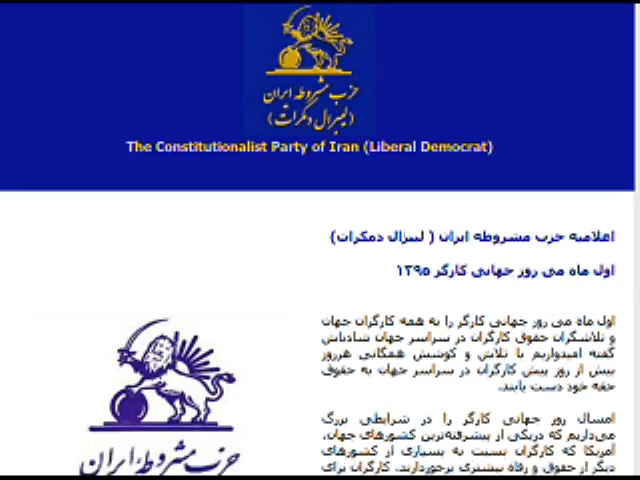 حزب مشروطه ایران
(لیبرال دمکرات)
The Constitutionalist Party of Iran (Liberal Democrat)
اعلامیه حزب مشروطه ایران ( لیبرال دمکرات)
اول ماه می روز جهانی کارگر ۱۳۹۵
اول ماه می روز جهانی کارگر را به همه کارگران جهان
و تلاشگران حقوق کارگران در سراسر جهان شادباش
گفته امیدواریم با تلاش و کوشش همگانی هرروز
بیش از روز پیش کارگران در سراسر جهان به حقوق
حقه خود دست یابند.
امسال روز جهانی کارگر را در شرایطی بزرگ
می‌داریم که دریکی از پیشرفته‌ترین کشورهای جهان،
آمریکا که کارگران نسبت به بسیاری از کشورهای
دیگر از حقوق و رفاه بیشتری برخوردارند. کارگران برای
حزب مشروطه ایران